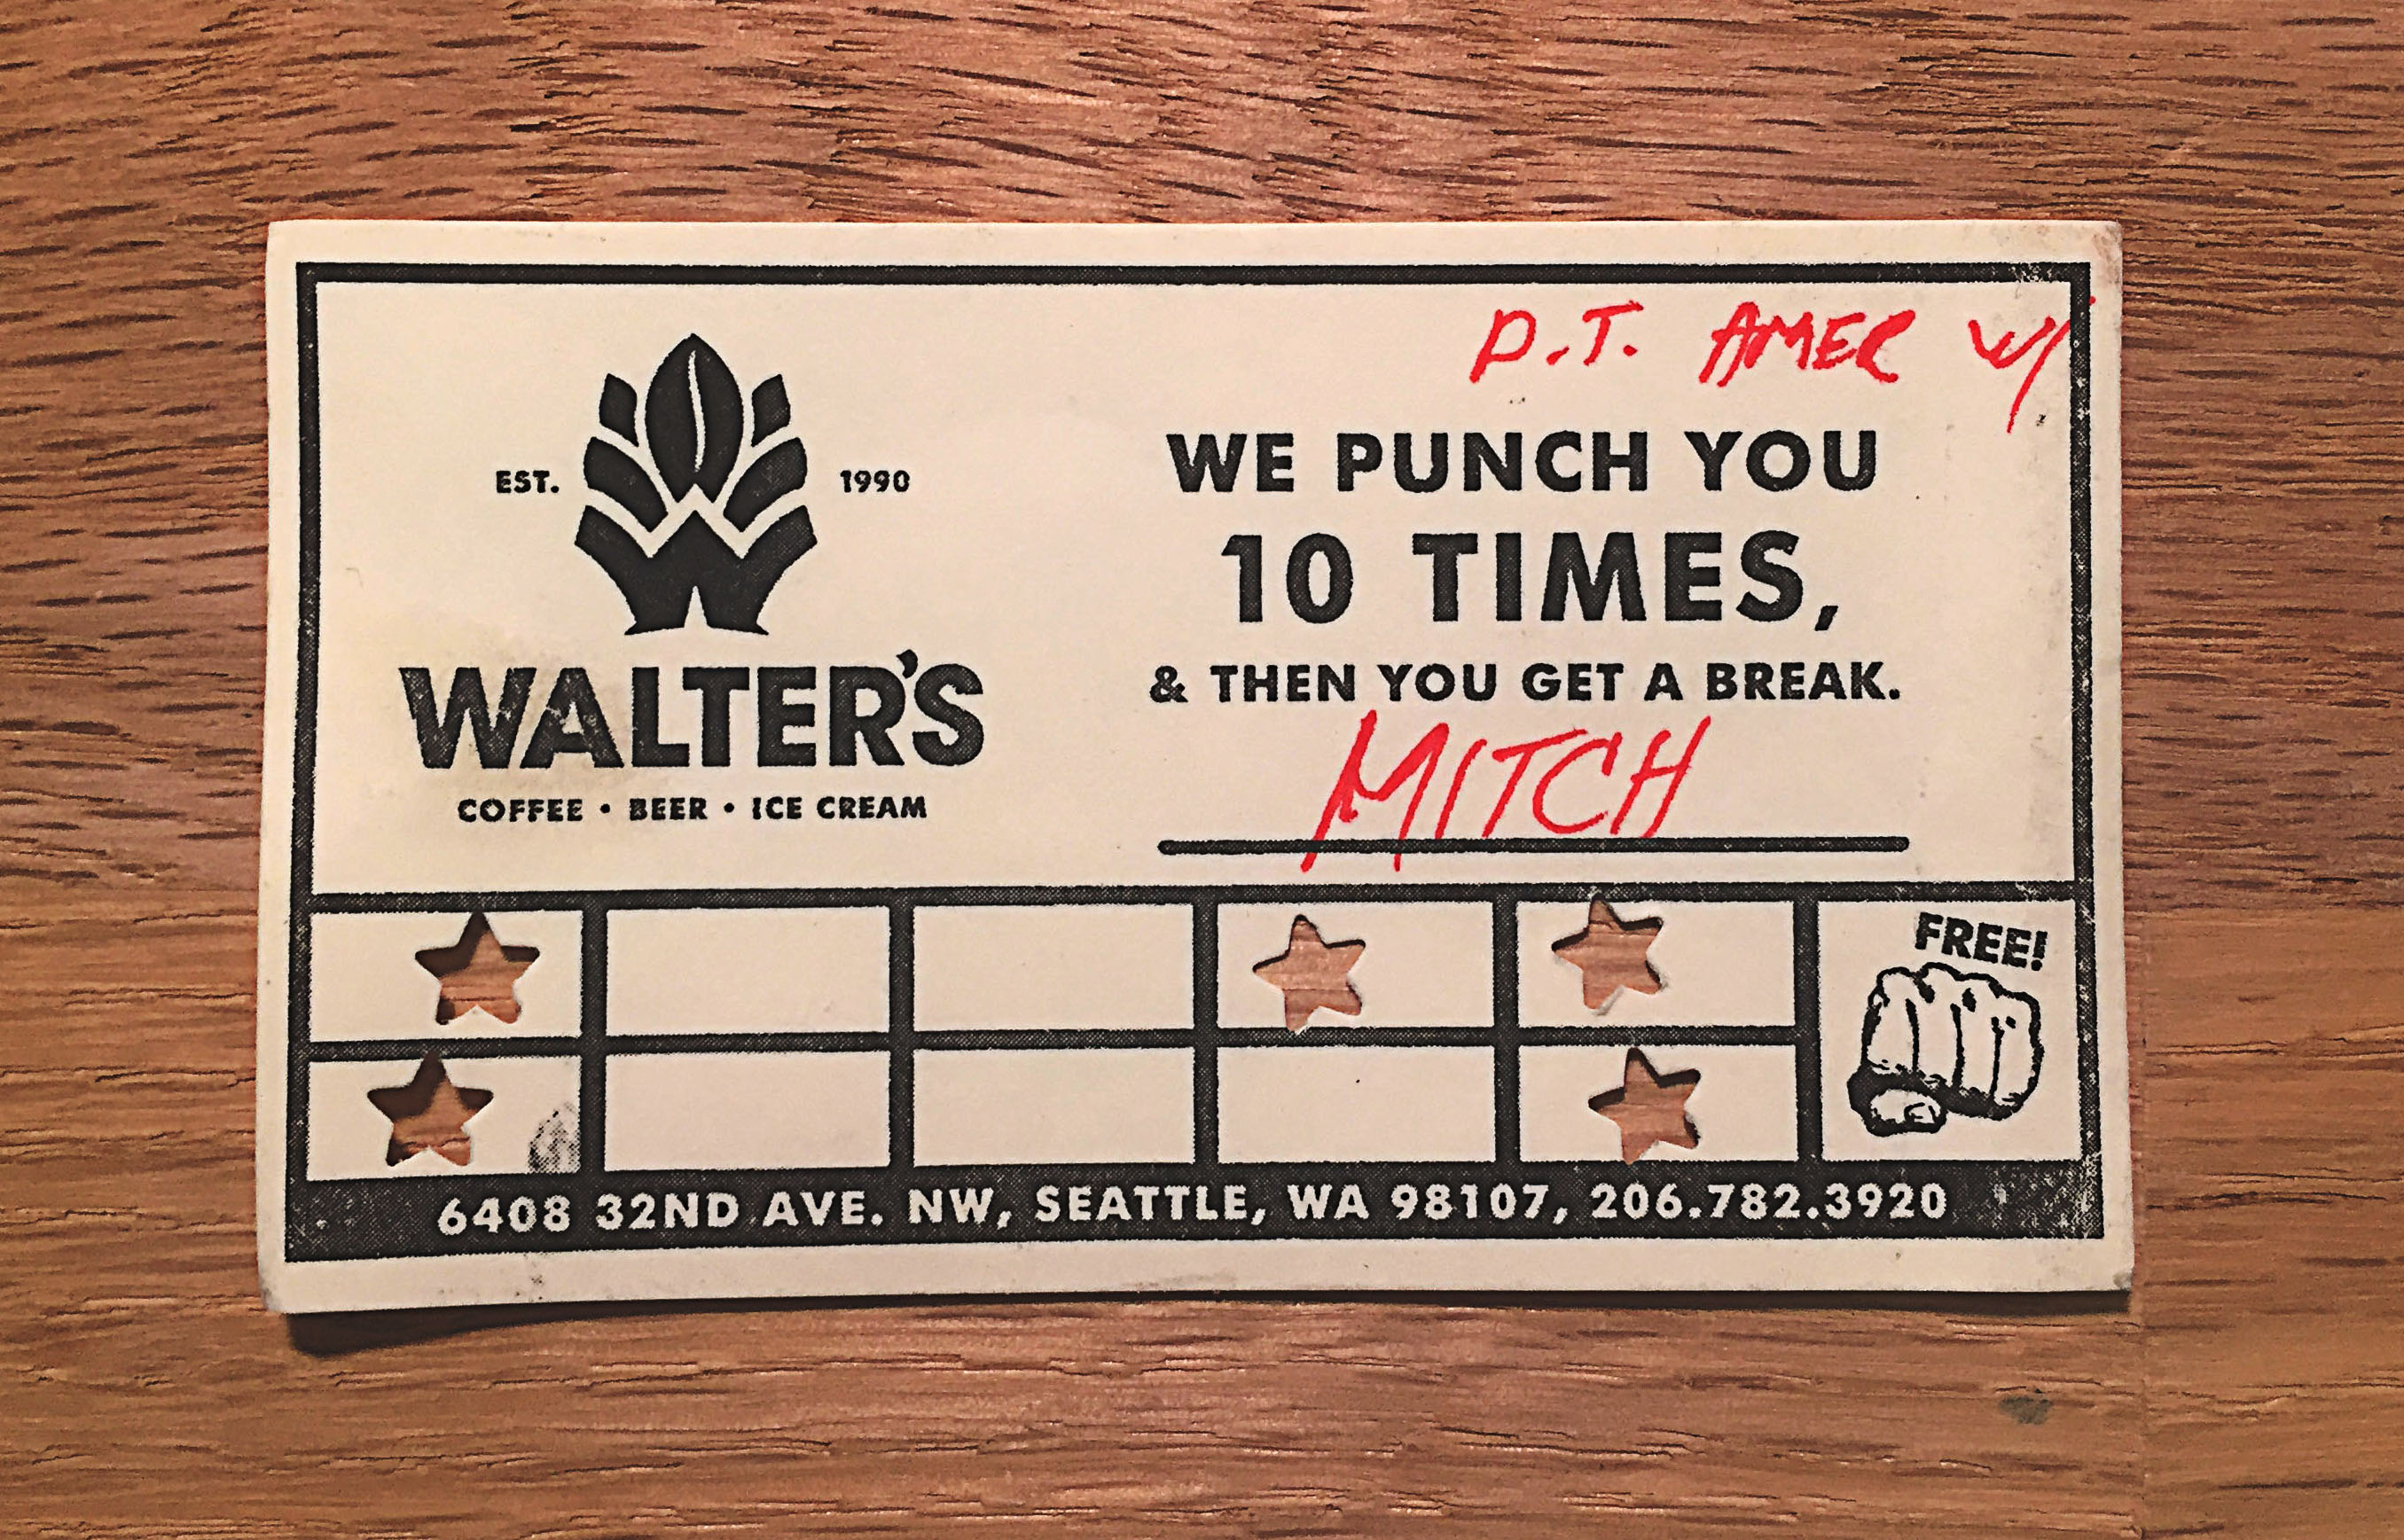 D.T. AMER W/
EST. 1990
WALTER'S
COFFEE • BEER • ICE CREAM
WE PUNCH YOU
10 TIMES,
& THEN YOU GET A BREAK.
MITCH
FREE!
6408 32ND AVE. NW, SEATTLE, WA 98107, 206.782.3920